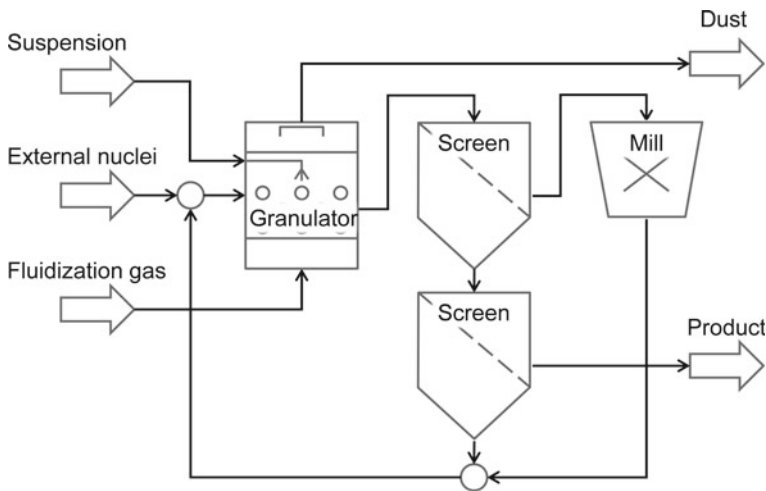 Suspension
Dust
External nuclei
Screen
Mill
Granulator
Fluidization gas
Screen
Product